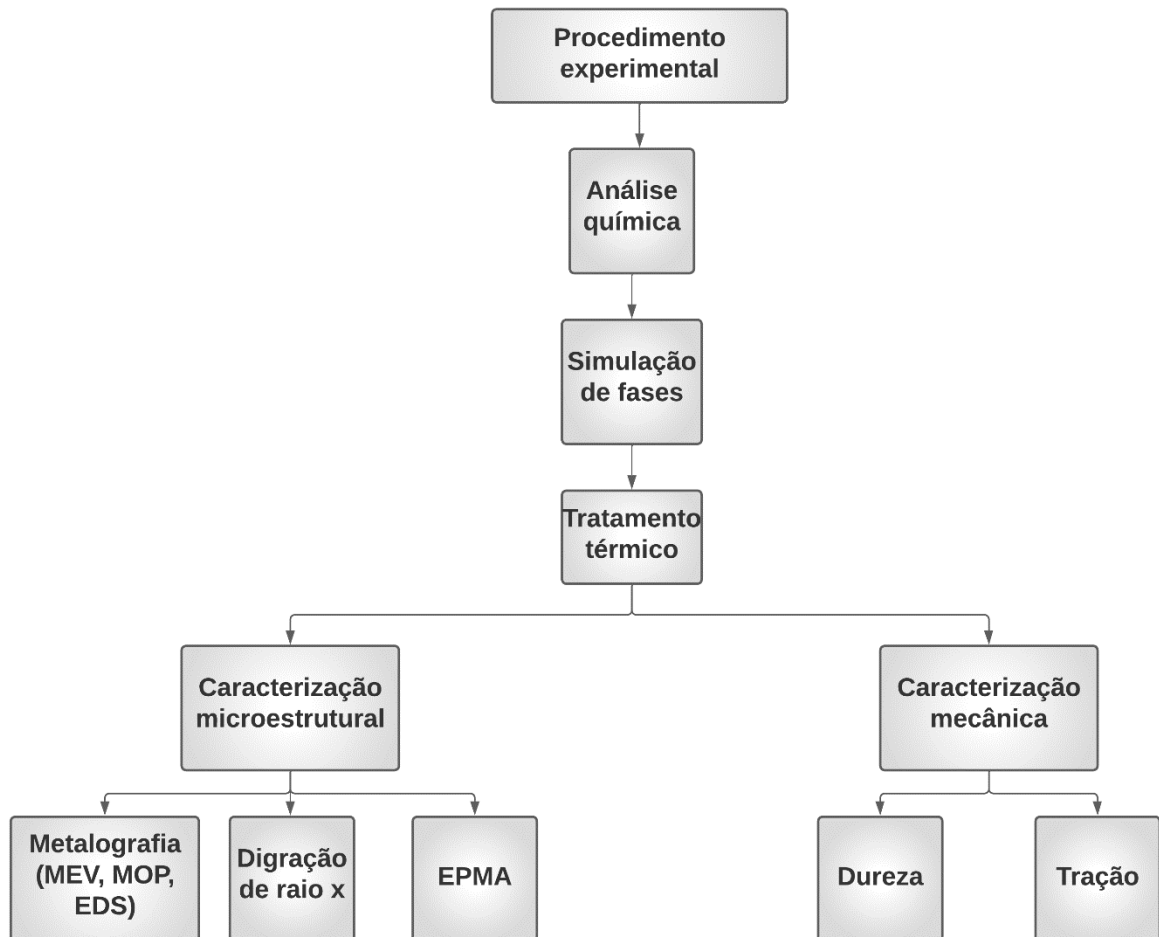 Procedimento
experimental
Análise
química
Simulação
de fases
Tratamento
térmico
Caracterização
microestrutural
Caracterização
mecânica
Metalografia
(MEV, MOP,
EDS)
Digração
de raio x
EPMA
Dureza
Tração